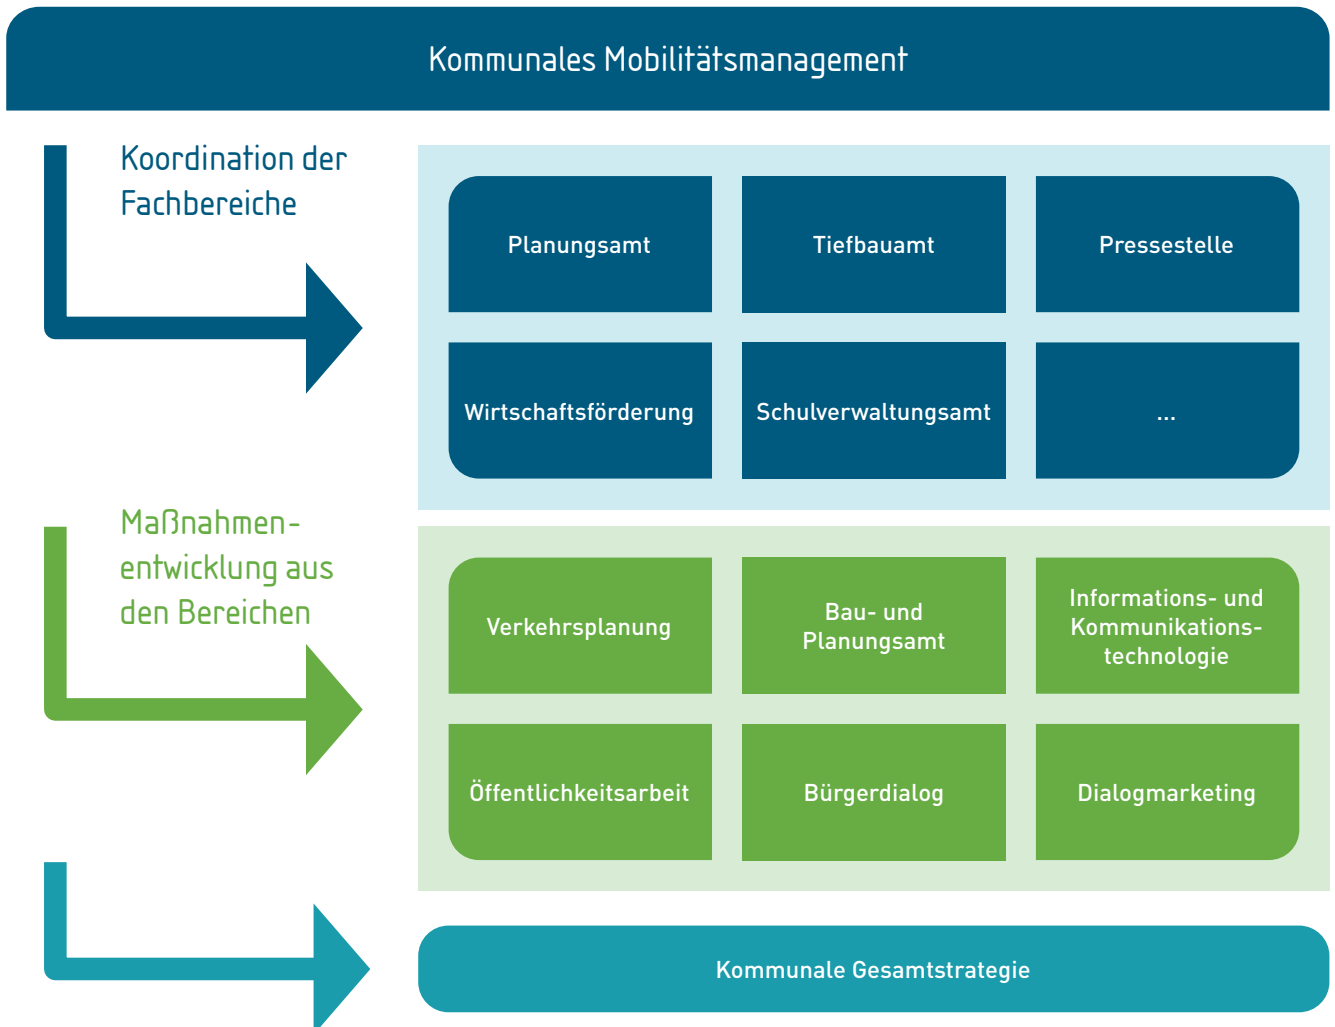 Kommunales Mobilitätsmanagement
Koordination der
Fachbereiche
Planungsamt
Tiefbauamt
Pressestelle
Wirtschaftsförderung
Schulverwaltungsamt
...
Maßnahmen-
entwicklung aus
den Bereichen
Verkehrsplanung
Bau- und
Planungsamt
Informations- und
Kommunikations-
technologie
Öffentlichkeitsarbeit
Bürgerdialog
Dialogmarketing
Kommunale Gesamtstrategie